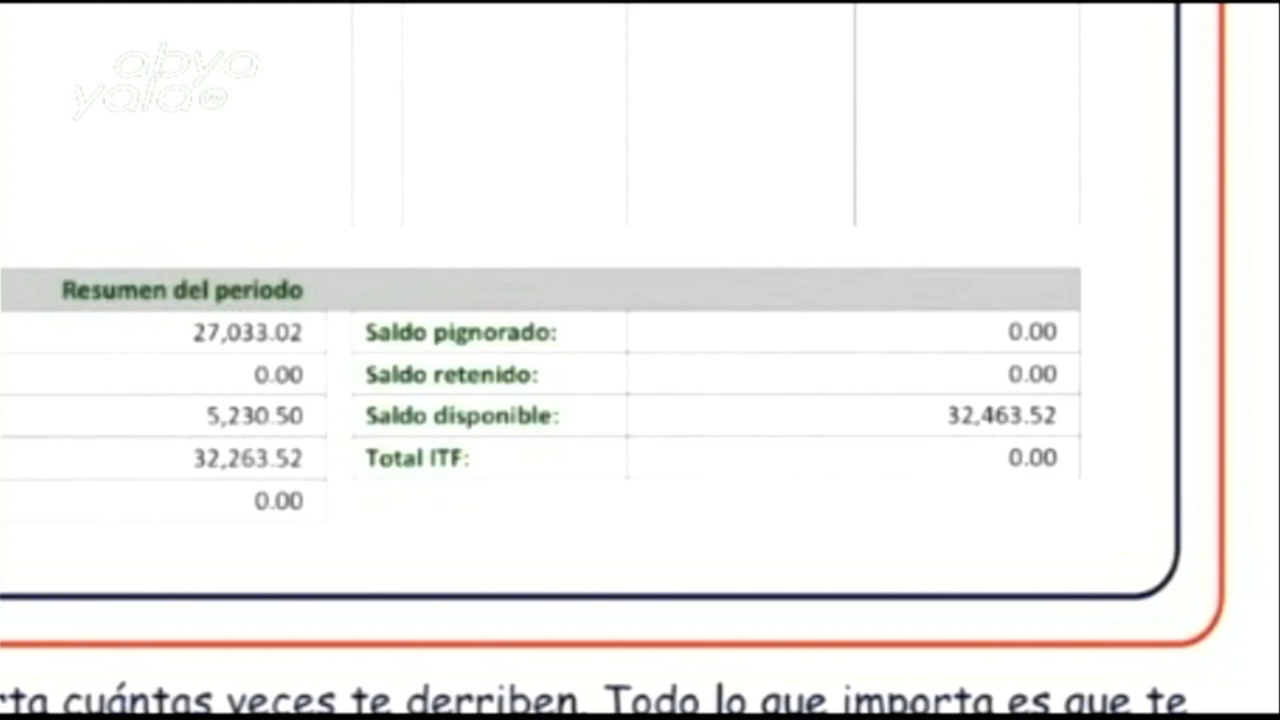 abya
yala tv
Resumen del periodo
27,033.02 Saldo pignorado: 0.00
0.00 Saldo retenido: 0.00
5,230.50 Saldo disponible: 32,463.52
32,263.52 Total ITF: 0.00
0.00
rta cuántas veces te derriben. Todo lo que importa es que te